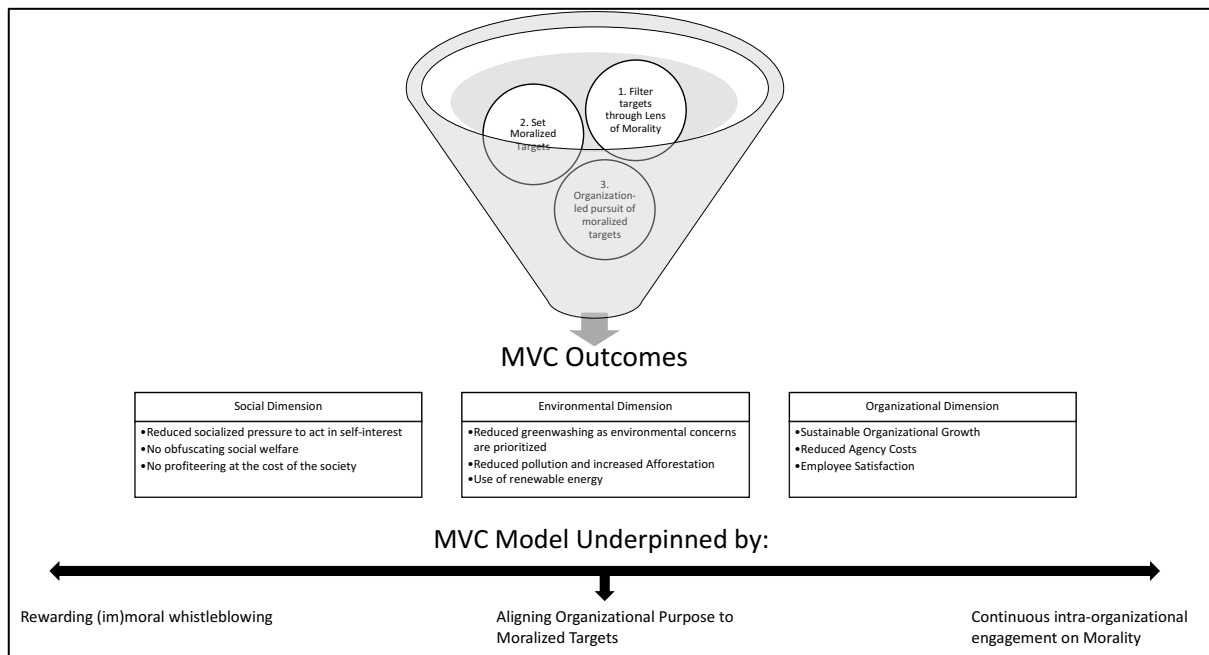 1. Filter
targets
through Lens
of Morality
2. Set
Moralized
Targets
3.
Organization-
led pursuit of
moralized
targets
MVC Outcomes
Social Dimension
•Reduced socialized pressure to act in self-interest
•No obfuscating social welfare
•No profiteering at the cost of the society
Environmental Dimension
•Reduced greenwashing as environmental concerns
are prioritized
•Reduced pollution and increased Afforestation
•Use of renewable energy
Organizational Dimension
•Sustainable Organizational Growth
•Reduced Agency Costs
•Employee Satisfaction
MVC Model Underpinned by:
Rewarding (im)moral whistleblowing
Aligning Organizational Purpose to
Moralized Targets
Continuous intra-organizational
engagement on Morality